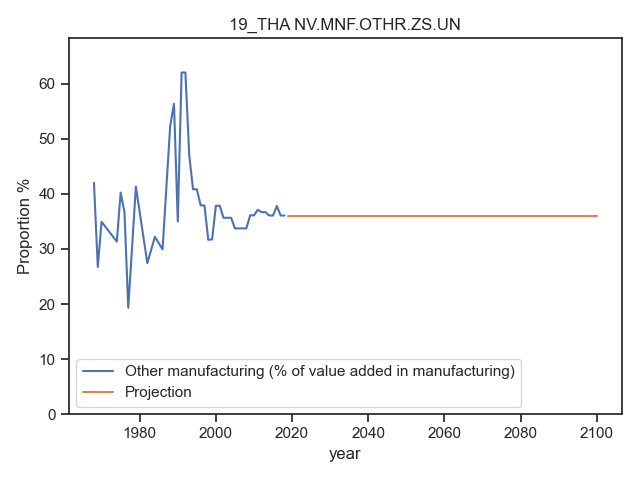 19_THA NV.MNF.OTHR.ZS.UN
Proportion %
60
50
40
30
20
10
0
Other manufacturing (% of value added in manufacturing)
Projection
1980 2000 2020 2040 2060 2080 2100
year